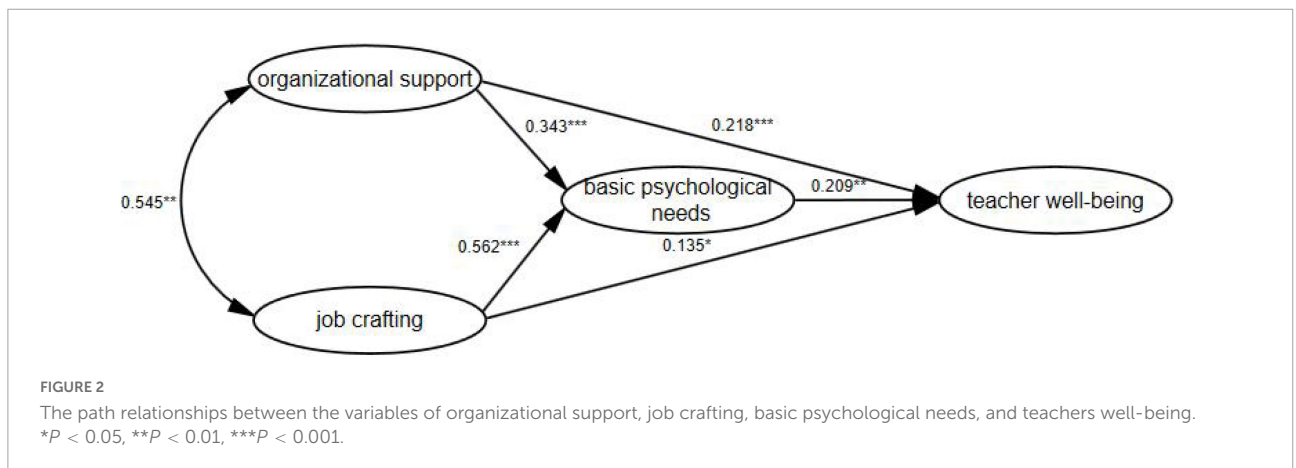 organizational support
0.343***
0.218***
0.545**
basic psychological
needs
0.209**
teacher well-being
0.562***
0.135*
job crafting
FIGURE 2
The path relationships between the variables of organizational support, job crafting, basic psychological needs, and teachers well-being.
*P < 0.05, **P < 0.01, ***P < 0.001.